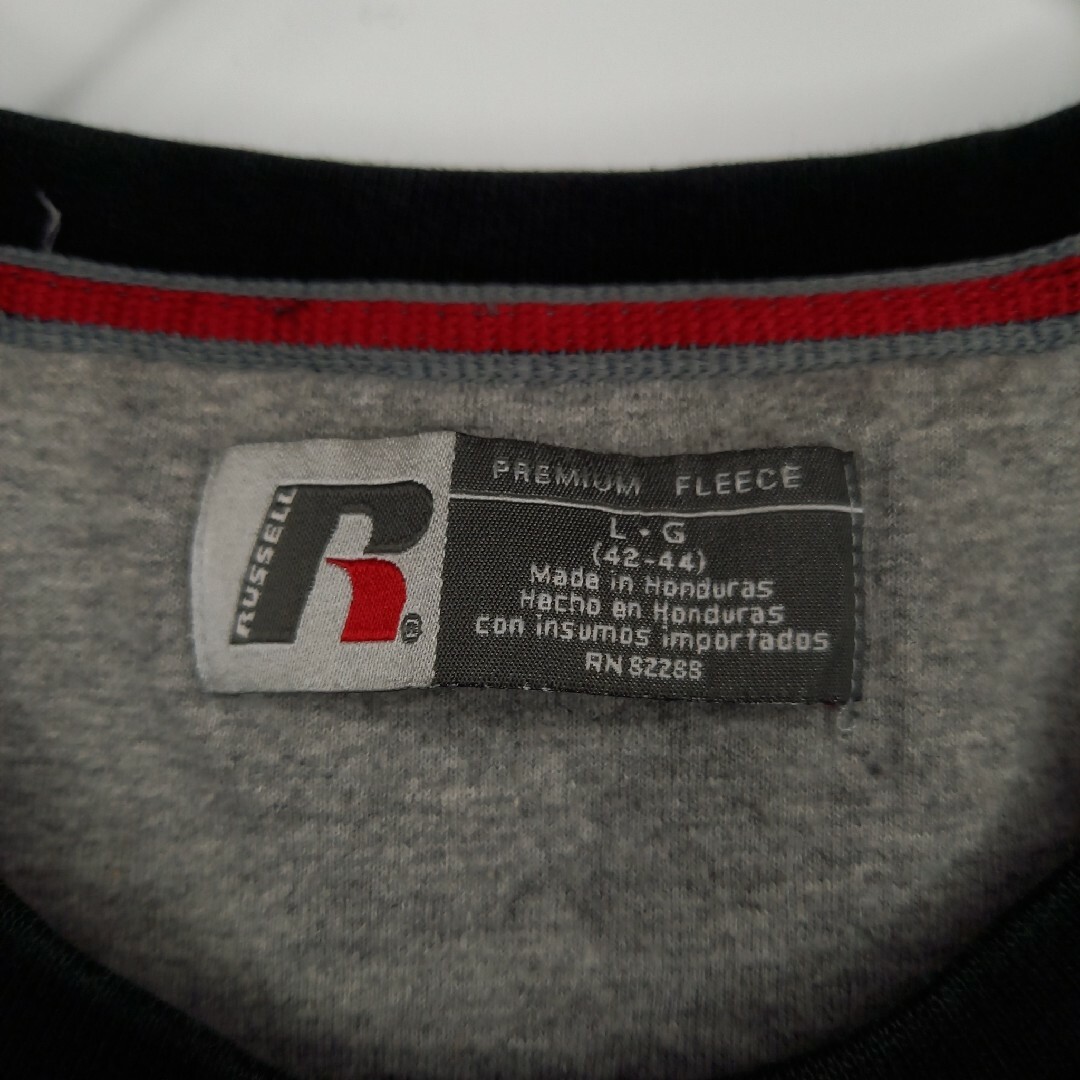 RUSSELL
R
PREMIUM FLEECE
L · G
(42-44)
Made in Honduras
Hecho en Honduras
con insumos importados
RN 82288